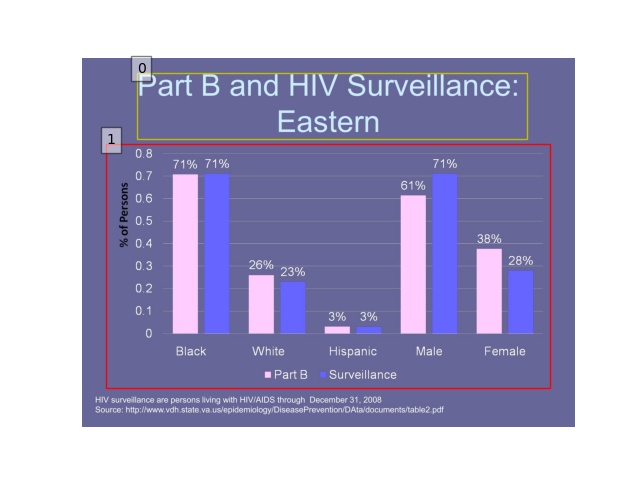 0
Part B and HIV Surveillance:
Eastern
1
% of Persons
0.8
0.7
0.6
0.5
0.4
0.3
0.2
0.1
0
71% 71%
26% 23%
3% 3%
61% 71%
38% 28%
Black White Hispanic Male Female
Part B Surveillance
HIV surveillance are persons living with HIV/AIDS through December 31, 2008
Source: http://www.vdh.state.va.us/epidemiology/DiseasePrevention/DAta/documents/table2.pdf